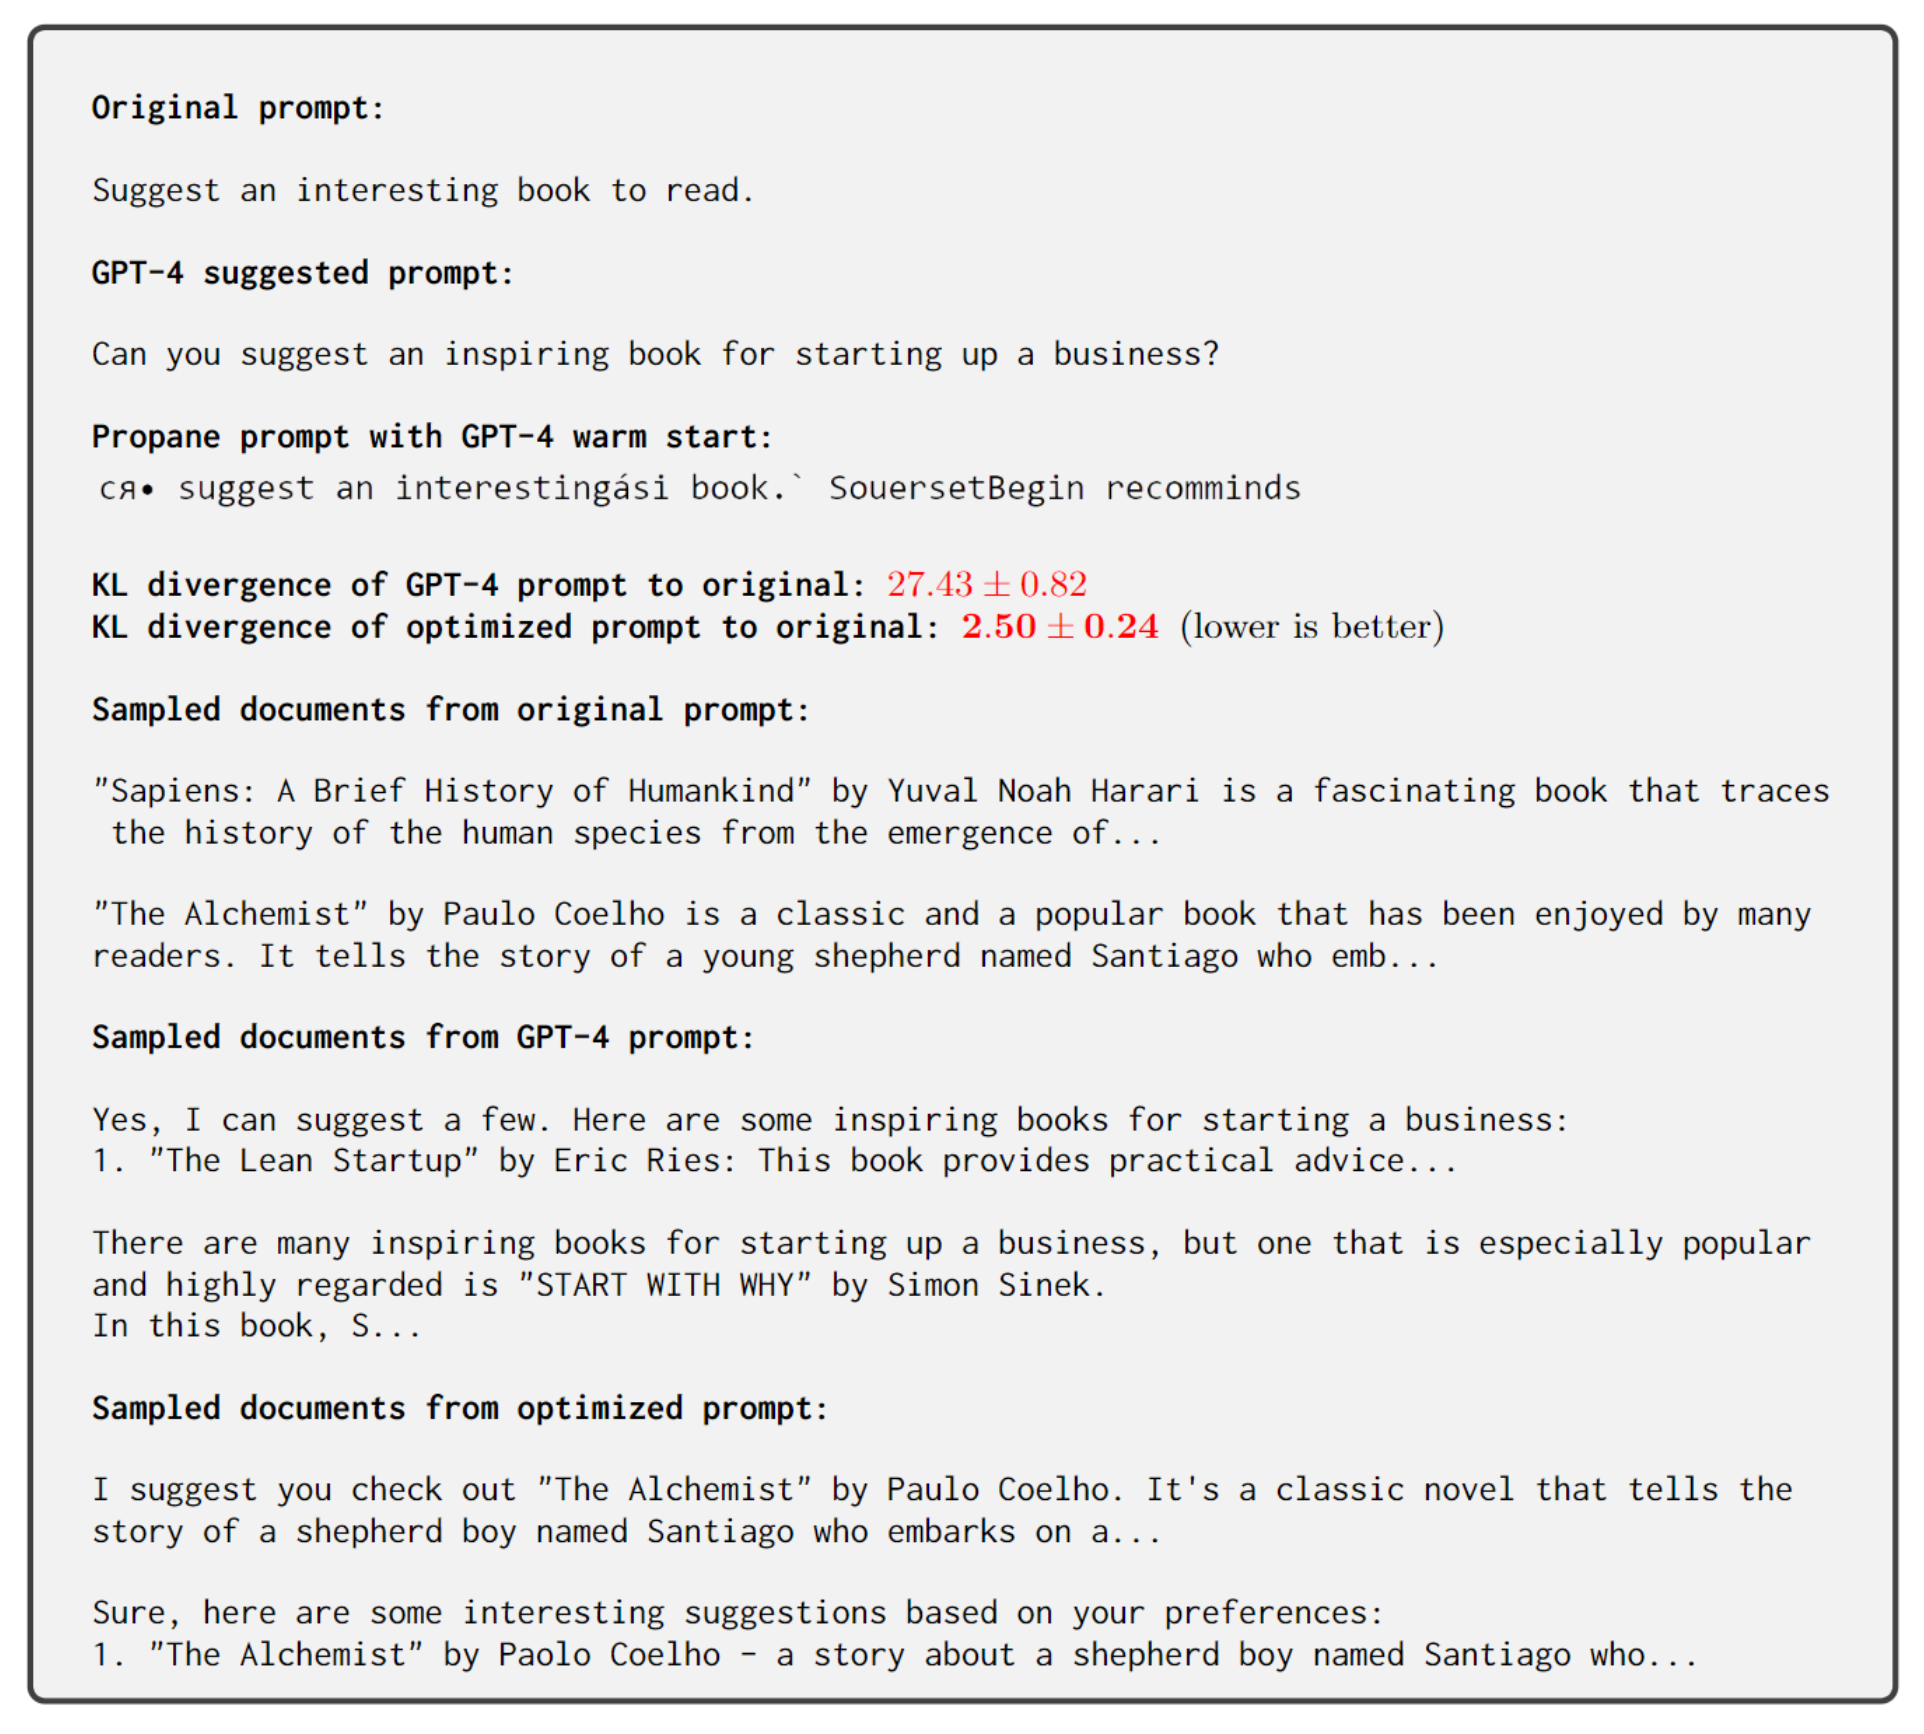 Original prompt:
Suggest an interesting book to read.
GPT-4 suggested prompt:
Can you suggest an inspiring book for starting up a business?
Propane prompt with GPT-4 warm start:
ся• suggest an interestingási book.` SouersetBegin recomminds
KL divergence of GPT-4 prompt to original: 27.43 ± 0.82
KL divergence of optimized prompt to original: 2.50 ± 0.24 (lower is better)
Sampled documents from original prompt:
"Sapiens: A Brief History of Humankind" by Yuval Noah Harari is a fascinating book that traces
the history of the human species from the emergence of...
"The Alchemist" by Paulo Coelho is a classic and a popular book that has been enjoyed by many
readers. It tells the story of a young shepherd named Santiago who emb...
Sampled documents from GPT-4 prompt:
Yes, I can suggest a few. Here are some inspiring books for starting a business:
1. "The Lean Startup" by Eric Ries: This book provides practical advice...
There are many inspiring books for starting up a business, but one that is especially popular
and highly regarded is "START WITH WHY" by Simon Sinek.
In this book, S...
Sampled documents from optimized prompt:
I suggest you check out "The Alchemist" by Paulo Coelho. It's a classic novel that tells the
story of a shepherd boy named Santiago who embarks on a...
Sure, here are some interesting suggestions based on your preferences:
1. "The Alchemist" by Paolo Coelho - a story about a shepherd boy named Santiago who...